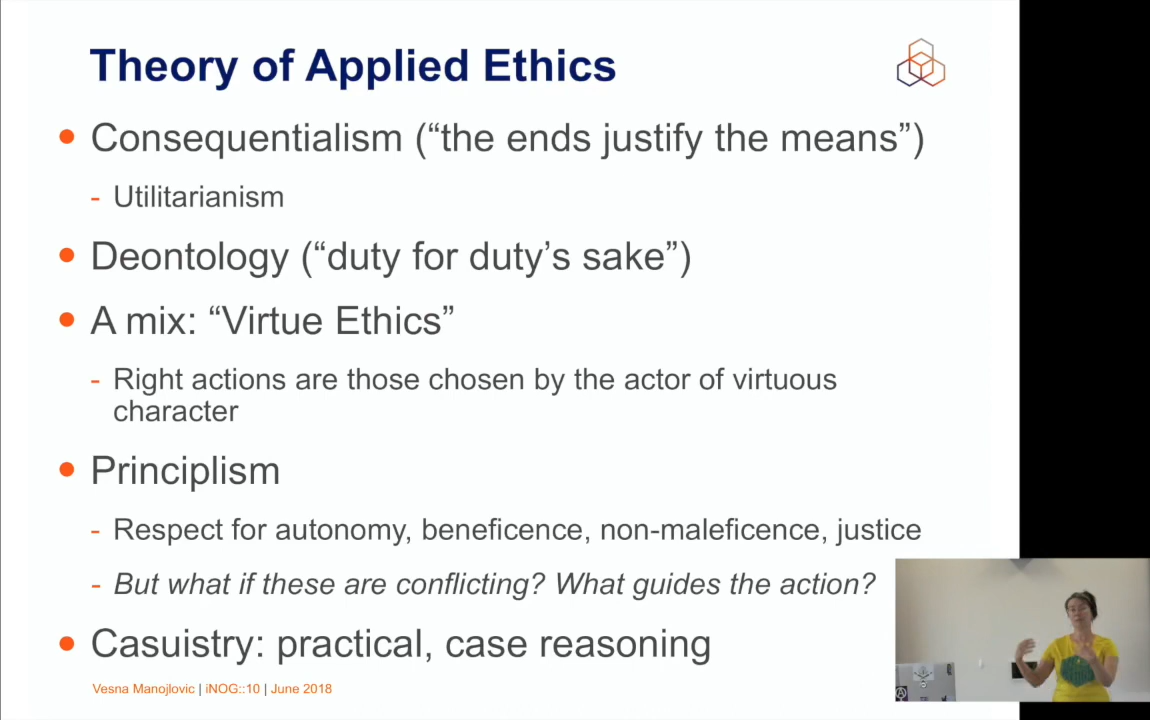 Theory of Applied Ethics
• Consequentialism (“the ends justify the means”)
- Utilitarianism
• Deontology (“duty for duty’s sake”)
• A mix: “Virtue Ethics”
- Right actions are those chosen by the actor of virtuous
character
• Principlism
- Respect for autonomy, beneficence, non-maleficence, justice
- But what if these are conflicting? What guides the action?
• Casuistry: practical, case reasoning
Vesna Manojlovic | iNOG::10 | June 2018